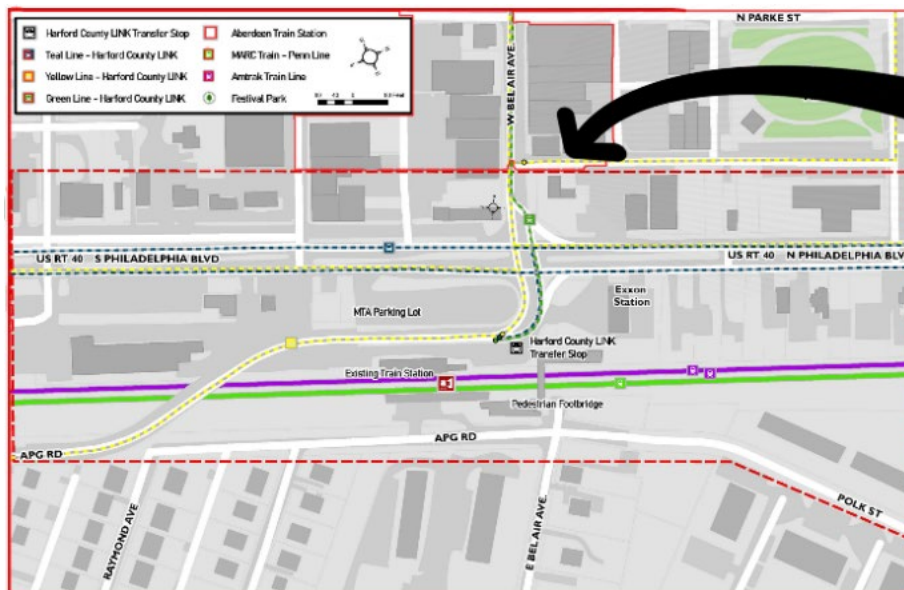 Harford County LINK Transfer Stop
Aberdeen Train Station
Teal Line - Harford County LINK
MARC Train - Penn Line
Yellow Line - Harford County LINK
Amtrak Train Line
Green Line - Harford County LINK
Festival Park
N PARKE ST
W BEL AIR AVE.
US RT 40 S PHILADELPHIA BLVD
US RT 40 N PHILADELPHIA BLV
Exxon
Station
MTA Parking Lot
Harford County LINK
Transfer Stop
Existing Train Station
Pedestrian Footbridge
APG RD
APG RD
POLK ST
RAYMOND AVE
E BEL AIR AVE.